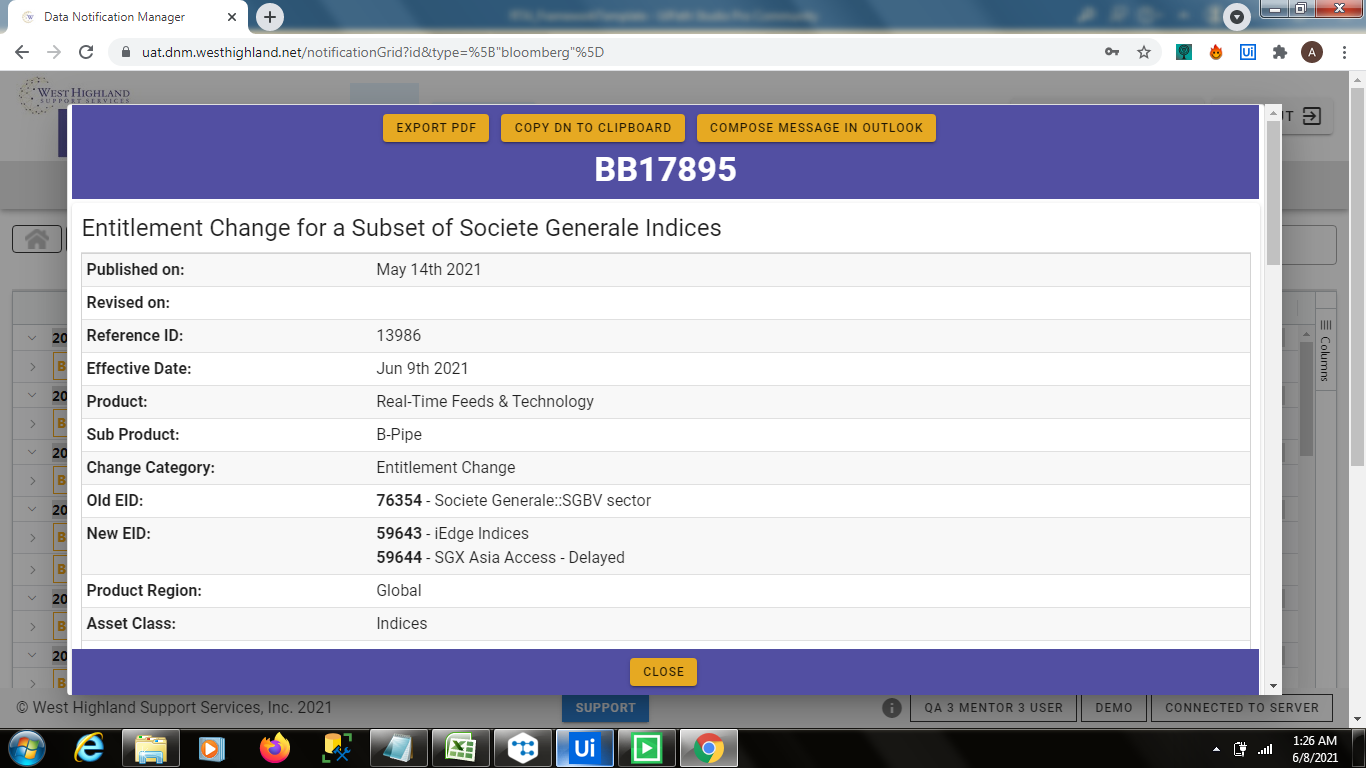 Data Notification Manager
uat.dnm.westhighland.net/notificationGrid?id&type=%5B"bloomberg"%5D
Ui
A
WEST HIGHLAND
SUPPORT SERVICES
EXPORT PDF
COPY DN TO CLIPBOARD
COMPOSE MESSAGE IN OUTLOOK
BB17895
Entitlement Change for a Subset of Societe Generale Indices
Published on: May 14th 2021
Revised on:
Reference ID: 13986
Effective Date: Jun 9th 2021
Product: Real-Time Feeds & Technology
Sub Product: B-Pipe
Change Category: Entitlement Change
Old EID: 76354 - Societe Generale::SGBV sector
New EID: 59643 - iEdge Indices
59644 - SGX Asia Access - Delayed
Product Region: Global
Asset Class: Indices
Columns
CLOSE
© West Highland Support Services, Inc. 2021
SUPPORT
QA 3 MENTOR 3 USER
DEMO
CONNECTED TO SERVER
Ui
1:26 AM
6/8/2021